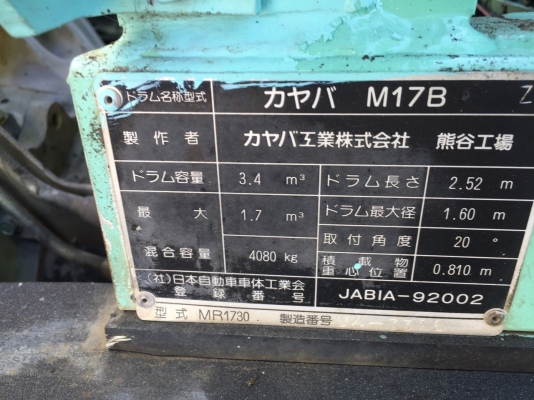 ドラム名称型式 カヤバ M17B Z
製作者 カヤバ工業株式会社 熊谷工場
ドラム容量 3.4 m³ ドラム長さ 2.52 m
最大 1.7 m³ ドラム最大径 1.60 m
混合容量 4080 kg 取付角度 20°
積載物重心位置 0.810 m
(社)日本自動車車体工業会
登録番号 JABIA-92002
型式 MR1730 製造番号